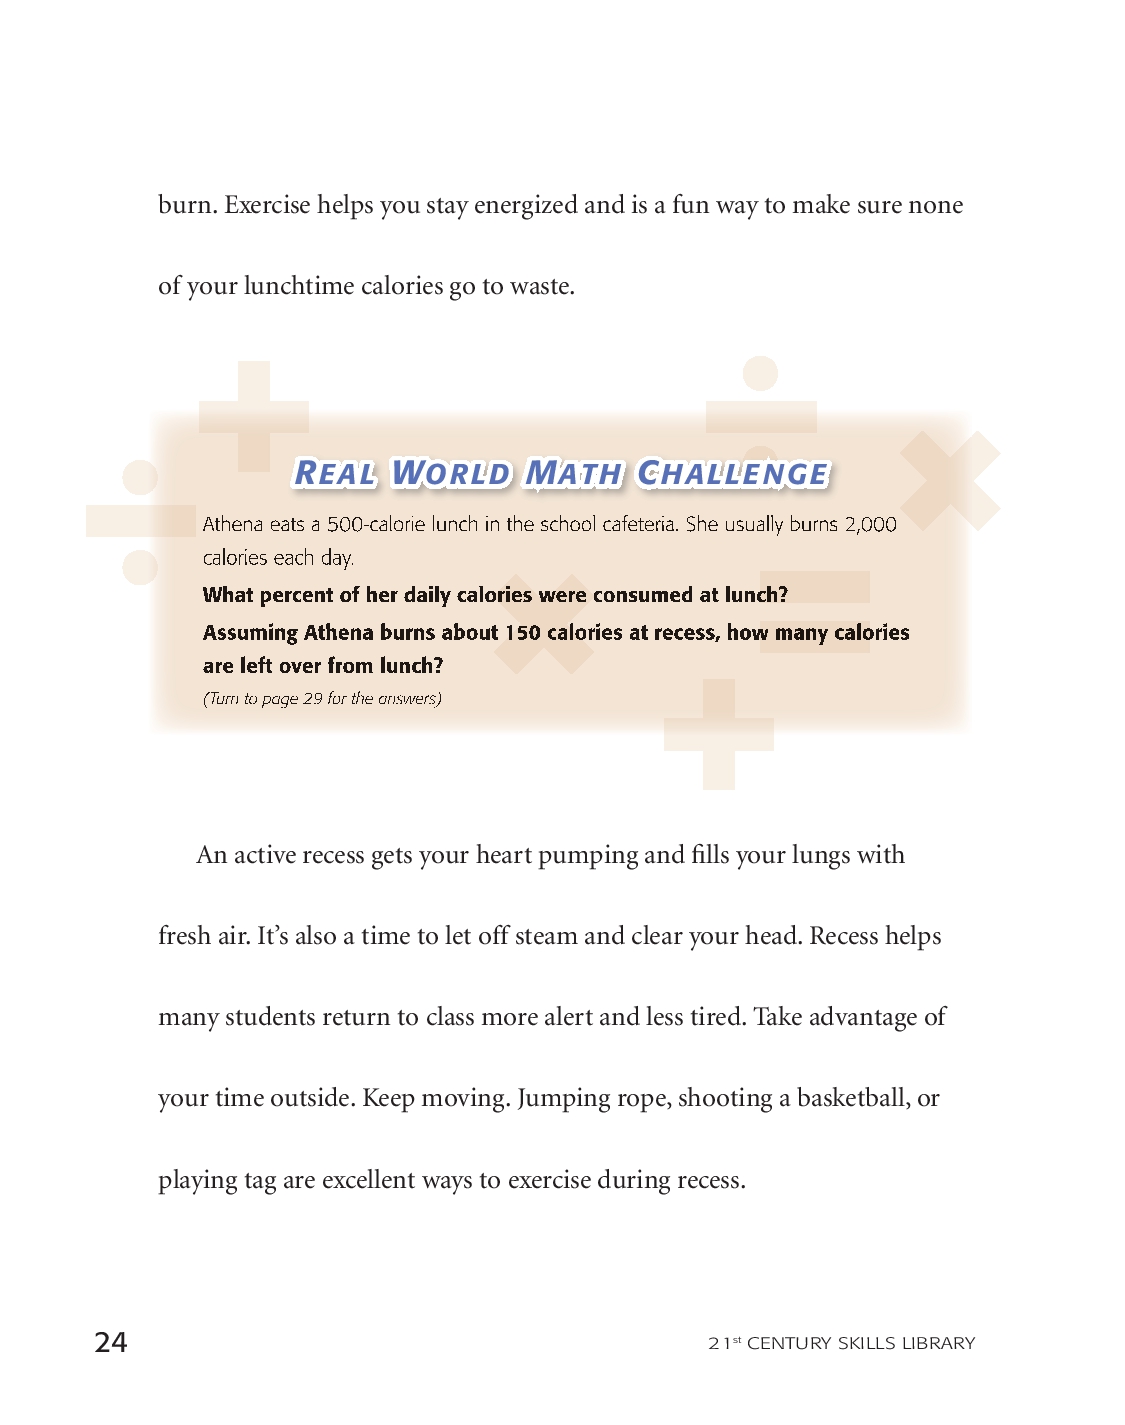 burn. Exercise helps you stay energized and is a fun way to make sure none
of your lunchtime calories go to waste.
REAL WORLD MATH CHALLENGE
Athena eats a 500-calorie lunch in the school cafeteria. She usually burns 2,000
calories each day.
What percent of her daily calories were consumed at lunch?
Assuming Athena burns about 150 calories at recess, how many calories
are left over from lunch?
(Turn to page 29 for the answers)
An active recess gets your heart pumping and fills your lungs with
fresh air. It’s also a time to let off steam and clear your head. Recess helps
many students return to class more alert and less tired. Take advantage of
your time outside. Keep moving. Jumping rope, shooting a basketball, or
playing tag are excellent ways to exercise during recess.
24
21st CENTURY SKILLS LIBRARY